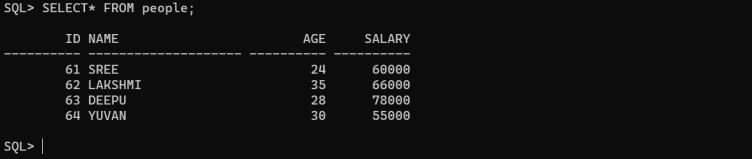 SQL> SELECT* FROM people;
        ID NAME                        AGE     SALARY
---------- -------------------- ---------- ----------
        61 SREE                         24      60000
        62 LAKSHMI                      35      66000
        63 DEEPU                        28      78000
        64 YUVAN                        30      55000
SQL>